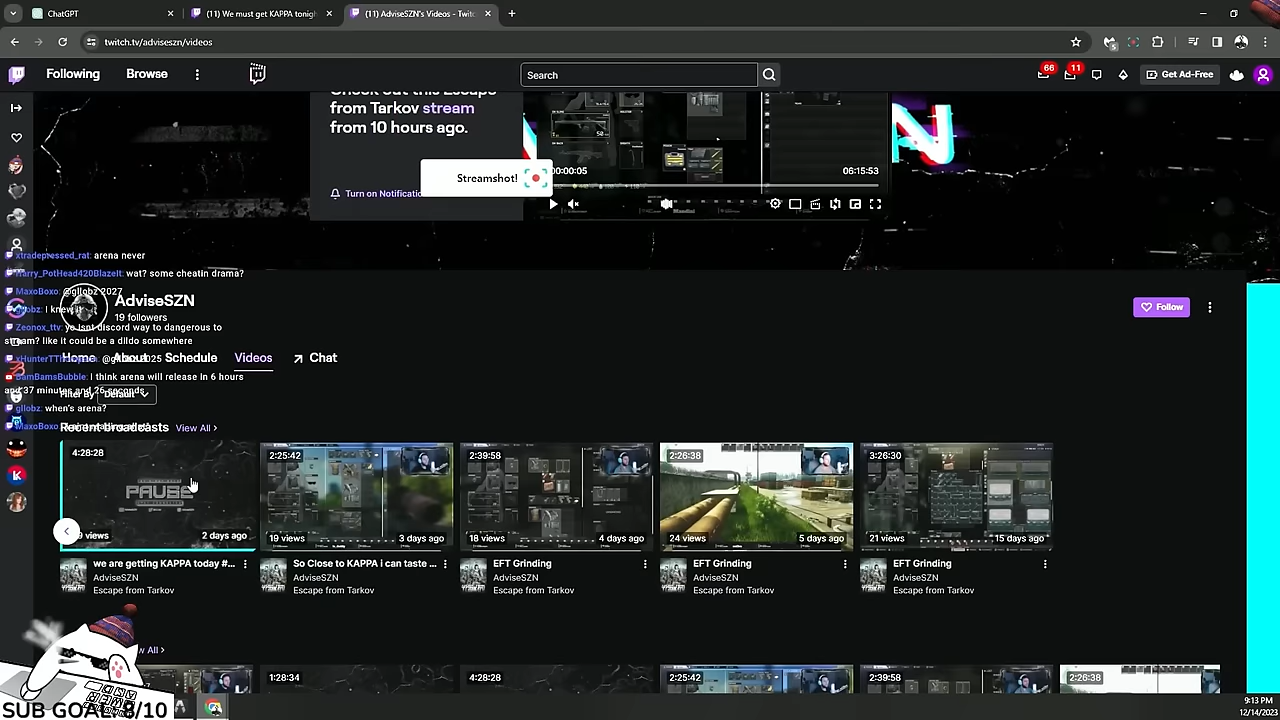 ChatGPT
(11) We must get KAPPA tonigh
(11) AdviseSZN's Videos - Twitc
twitch.tv/adviseszn/videos
Following
Browse
Search
66
11
Get Ad-Free
Check out this Escape
from Tarkov stream
from 10 hours ago.
Streamshot!
Turn on Notificatio
00:00:05
06:15:53
N
xtradepressed_rat: arena never
Harry_PotHead420BlazeIt: wat? some cheatin drama?
MaxoBoxo: @gllobz 2027
gllobz: I knew it
Zeonox_ttv: yo isnt discord way to dangerous to
stream? like it could be a dildo somewhere
BamBamsBubble: I think arena will release in 6 hours
and 37 minutes and 26 seconds
gllobz: when's arena?
AdviseSZN
19 followers
Follow
Home
About
Schedule
Videos
Chat
Filter By
Default
Recent broadcasts
View All
4:28:28
PAUSE
views
2 days ago
we are getting KAPPA today #...
AdviseSZN
Escape from Tarkov
2:25:42
19 views
3 days ago
So Close to KAPPA i can taste ...
AdviseSZN
Escape from Tarkov
2:39:58
18 views
4 days ago
EFT Grinding
AdviseSZN
Escape from Tarkov
2:26:38
24 views
5 days ago
EFT Grinding
AdviseSZN
Escape from Tarkov
3:26:30
21 views
15 days ago
EFT Grinding
AdviseSZN
Escape from Tarkov
1:28:34
4:28:28
2:25:42
2:39:58
2:26:38
SUB GOAL: 8/10
9:13 PM
12/14/2023